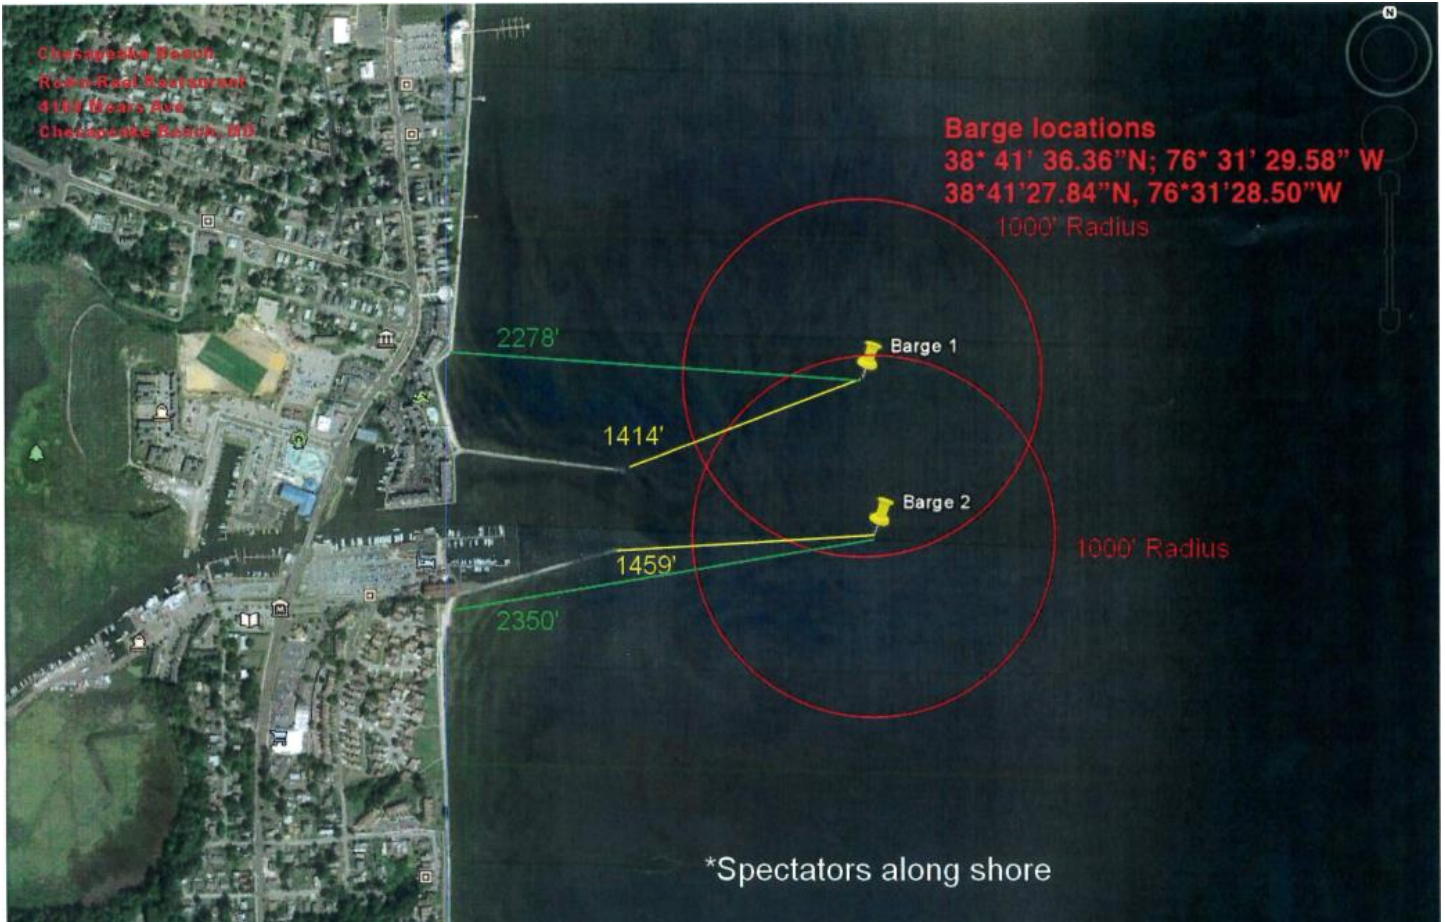 Chesapeake Beach
Rod-n-Reel Restaurant
4160 Mears Ave
Chesapeake Beach, MD
N
Barge locations
38* 41' 36.36"N; 76* 31' 29.58" W
38*41'27.84"N, 76*31'28.50"W
1000' Radius
2278'
Barge 1
1414'
Barge 2
1000' Radius
1459'
2350'
*Spectators along shore